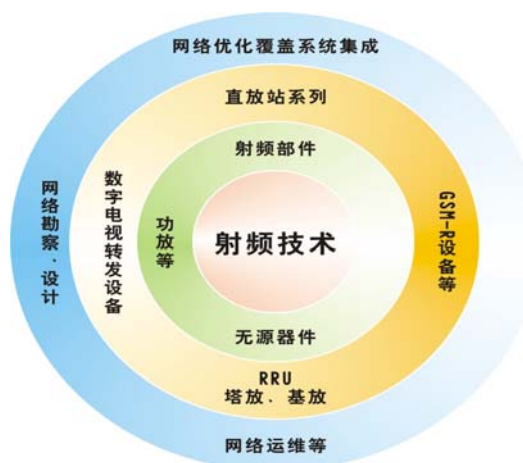 网络优化覆盖系统集成
直放站系列
射频部件
网络勘察·设计
数字电视转发设备
功放等
射频技术
GSM-R设备等
无源器件
RRU
塔放、基放
网络运维等